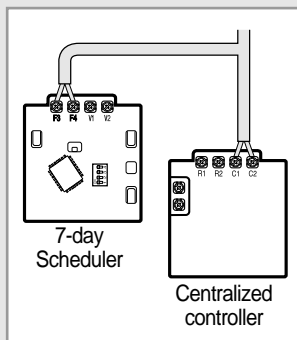 F3 F4 V1 V2
R1 R2 C1 C2
7-day
Scheduler
Centralized
controller